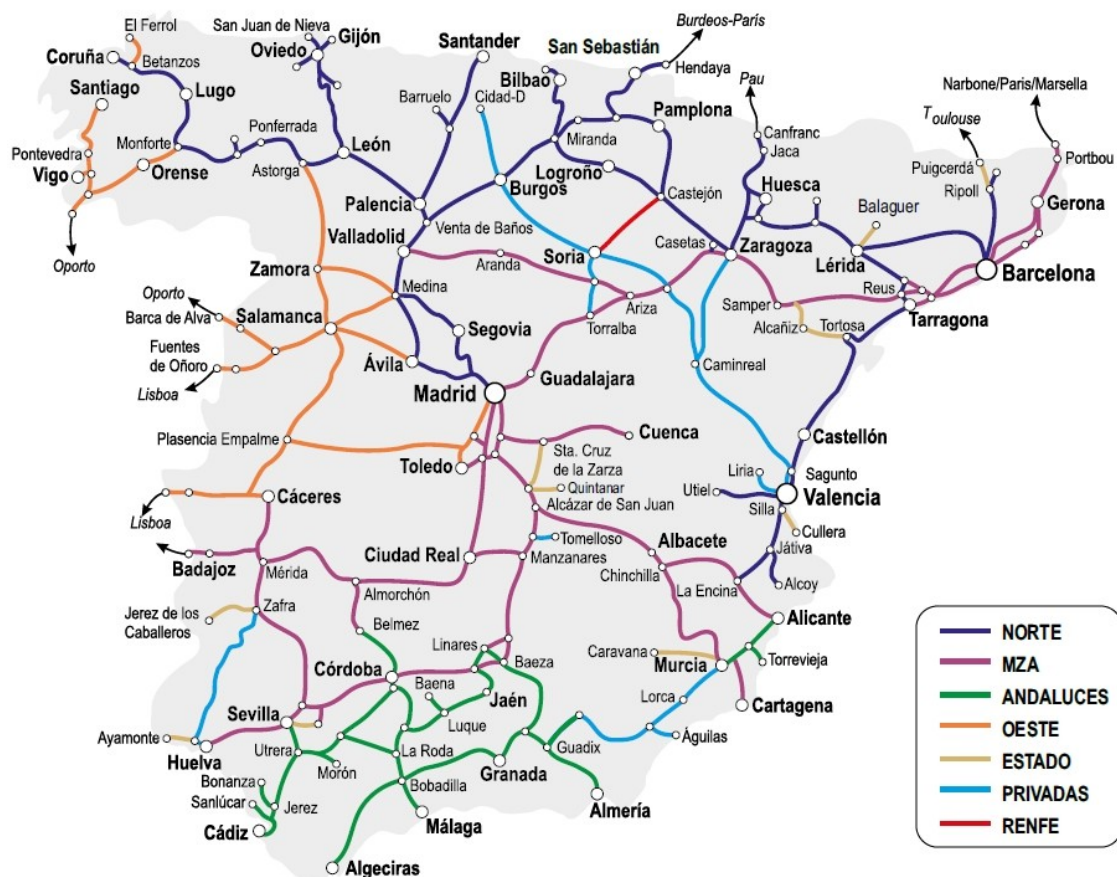 El Ferrol
San Juan de Nieva
Gijón
Oviedo
Santander
San Sebastián
Burdeos-París
Coruña
Betanzos
Hendaya
Santiago
Lugo
Barruelo
Cidad-D
Bilbao
Pau
Narbone/Paris/Marsella
Toulouse
Pamplona
Miranda
Canfranc
Jaca
Portbou
Ponferrada
Monforte
León
Pontevedra
Vigo
Orense
Astorga
Burgos
Logroño
Castejón
Huesca
Puigcerdá
Ripoll
Gerona
Palencia
Venta de Baños
Balaguer
Oporto
Valladolid
Aranda
Soria
Casetas
Zaragoza
Lérida
Barcelona
Zamora
Medina
Ariza
Samper
Reus
Tarragona
Oporto
Barca de Alva
Salamanca
Segovia
Torralba
Alcañiz
Tortosa
Fuentes
de Oñoro
Ávila
Caminreal
Lisboa
Madrid
Guadalajara
Plasencia Empalme
Toledo
Cuenca
Castellón
Sta. Cruz
de la Zarza
Liria
Sagunto
Quintanar
Utiel
Valencia
Lisboa
Cáceres
Alcázar de San Juan
Silla
Cullera
Tomelloso
Badajoz
Mérida
Ciudad Real
Manzanares
Albacete
Játiva
Chinchilla
Almorchón
La Encina
Alcoy
Jerez de los
Caballeros
Zafra
Belmez
Alicante
Linares
Caravana
Murcia
Torrevieja
Córdoba
Baeza
Baena
Jaén
Lorca
Cartagena
Sevilla
Luque
Ayamonte
Huelva
Utrera
La Roda
Guadix
Águilas
Morón
Granada
Bonanza
Bobadilla
Sanlúcar
Jerez
Almería
Cádiz
Málaga
Algeciras
NORTE
MZA
ANDALUCES
OESTE
ESTADO
PRIVADAS
RENFE